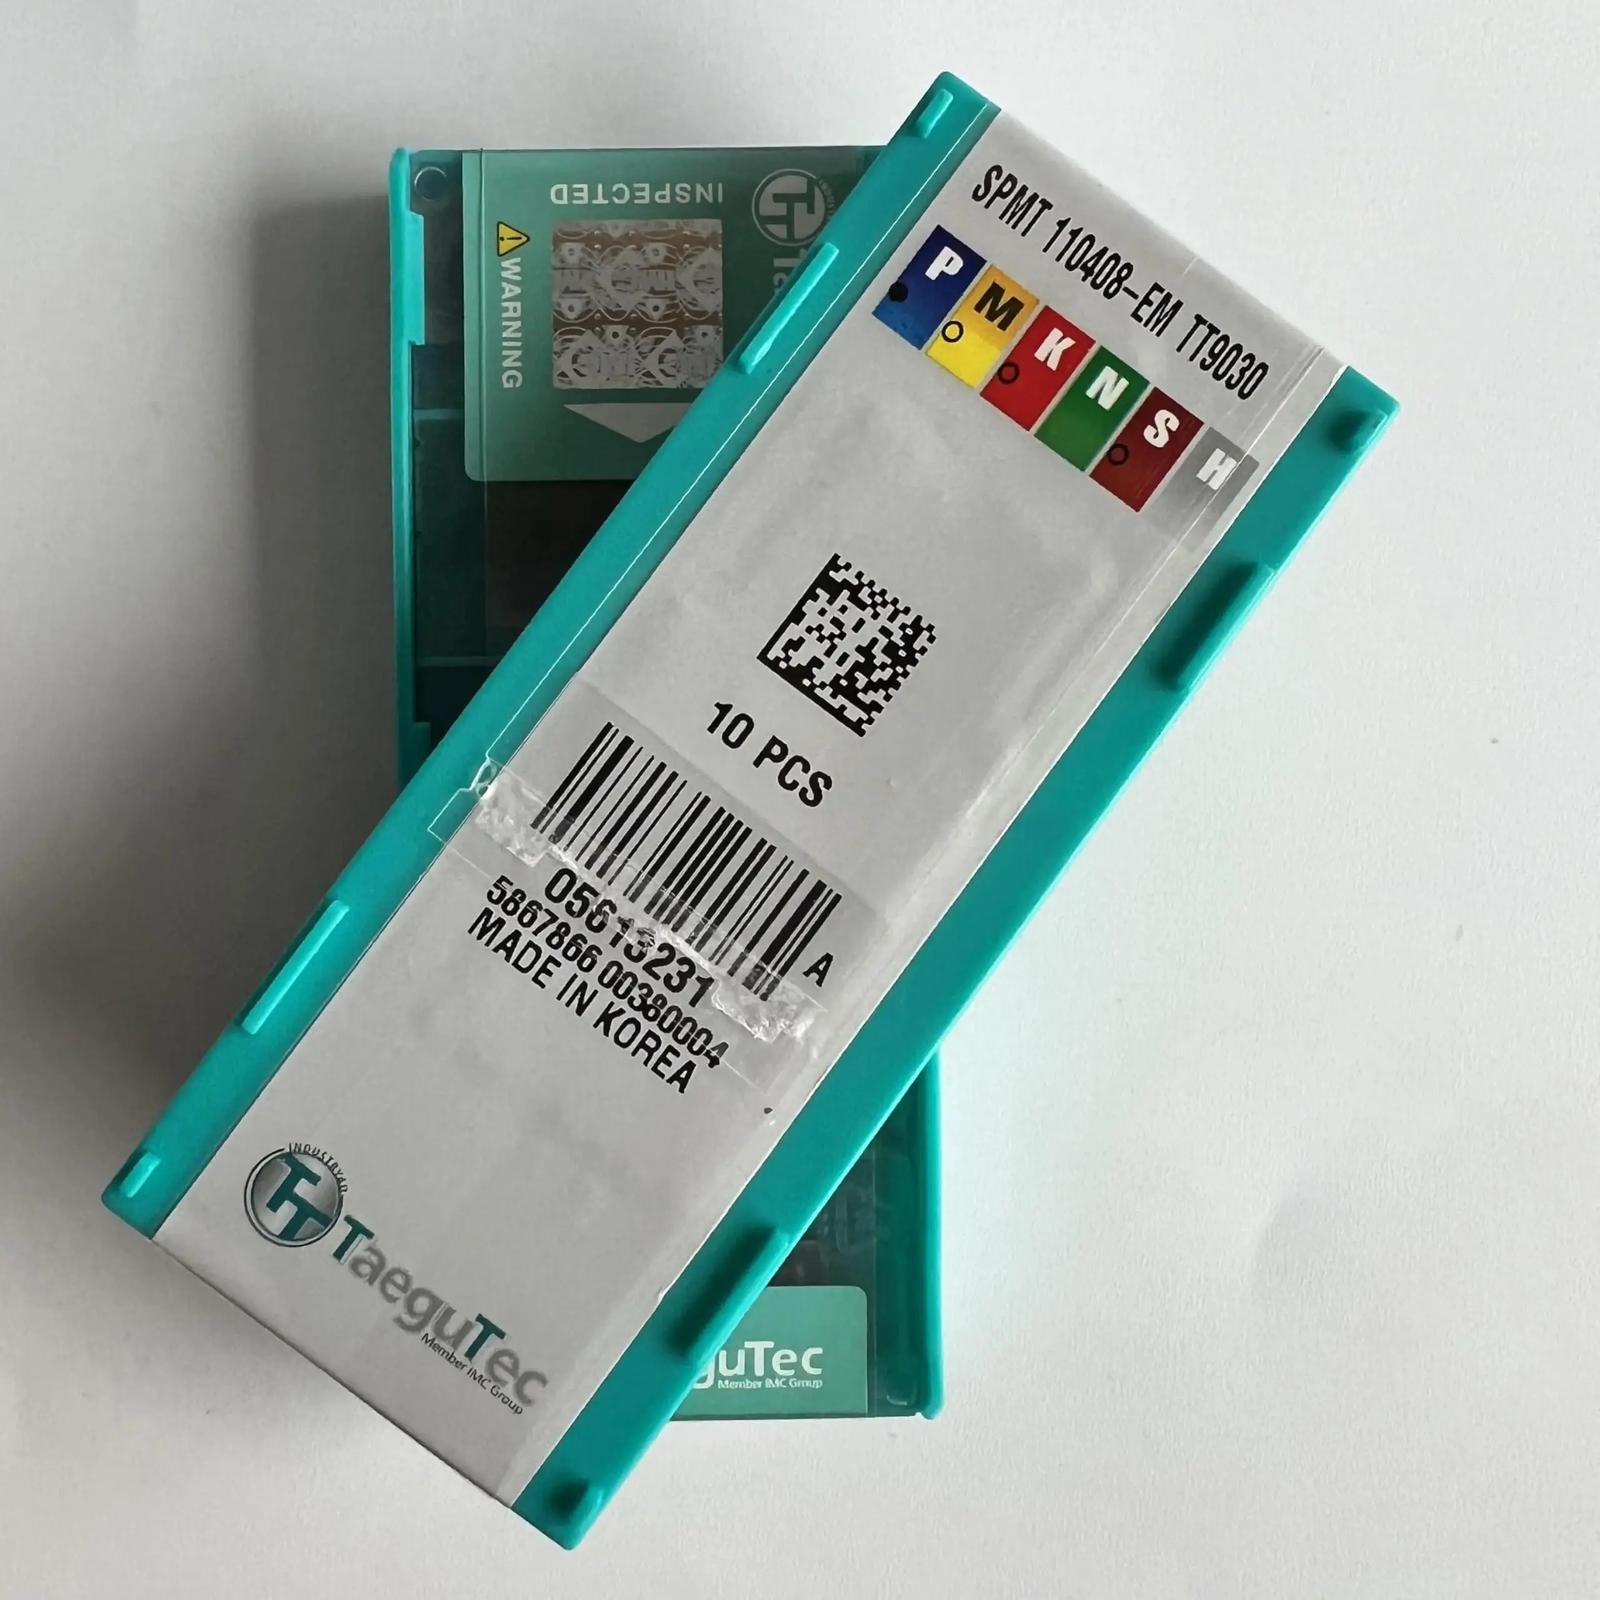 SPMT 110408-EM TT9030
P M K N S H
10 PCS
A
05613231
5867866 00380004
MADE IN KOREA
TaeguTec
Member IMC Group
INSPECTED
WARNING
guTec
Member IMC Group